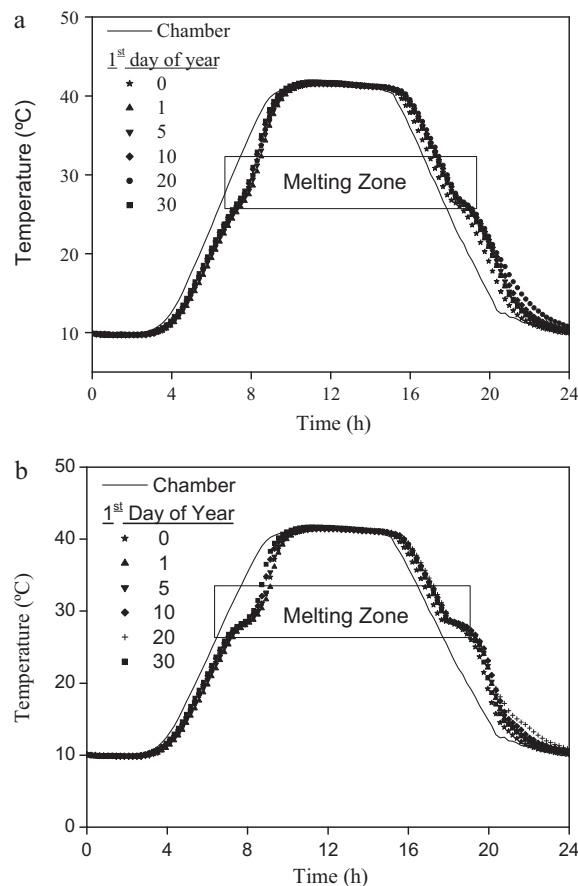 a
50
40
30
20
10
Temperature (ºC)
Chamber
1st day of year
0
1
5
10
20
30
Melting Zone
0 4 8 12 16 20 24
Time (h)
b
50
40
30
20
10
0
Temperature (ºC)
Chamber
1st Day of Year
0
1
5
10
20
30
Melting Zone
0 4 8 12 16 20 24
Time (h)